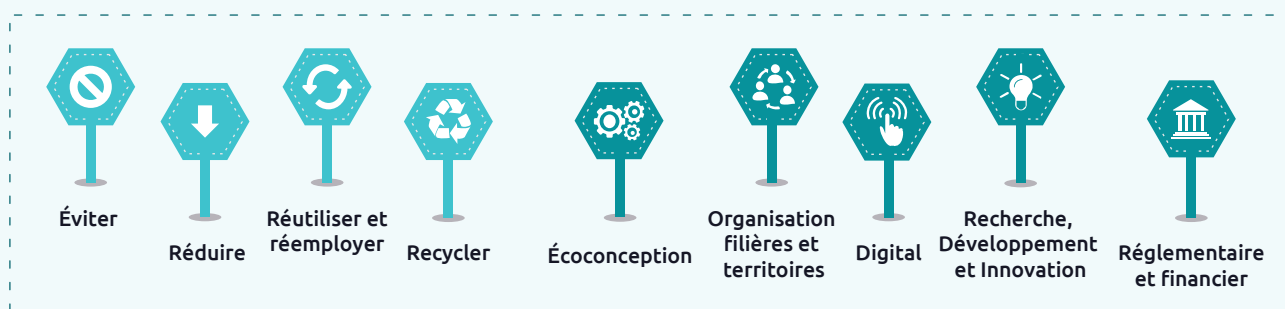 Éviter
Réduire
Réutiliser et
réemployer
Recycler
Écoconception
Organisation
filières et
territoires
Digital
Recherche,
Développement
et Innovation
Réglementaire
et financier